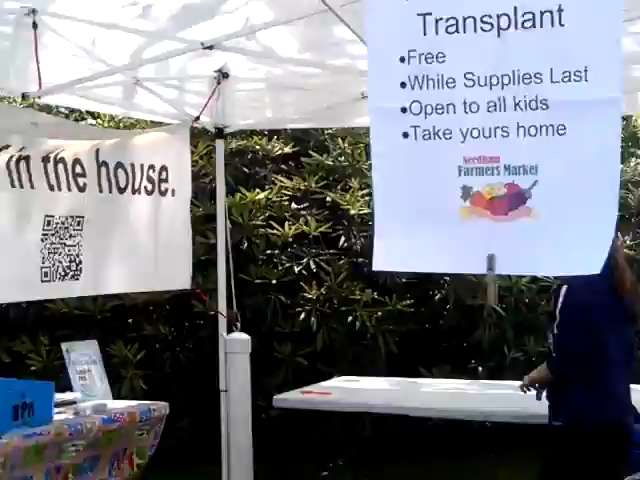 Transplant
•Free
•While Supplies Last
•Open to all kids
•Take yours home
Needham
Farmers Market
in the house.